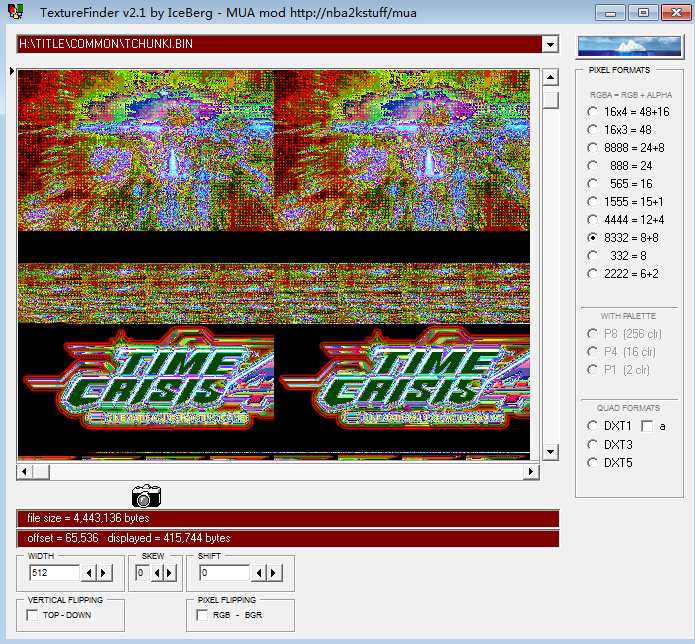 TextureFinder v2.1 by IceBerg - MUA mod http://nba2kstuff/mua
H:\TITLE\COMMON\TCHUNKI.BIN
PIXEL FORMATS
RGBA = RGB + ALPHA
16x4 = 48+16
16x3 = 48
8888 = 24+8
888 = 24
565 = 16
1555 = 15+1
4444 = 12+4
8332 = 8+8
332 = 8
2222 = 6+2
WITH PALETTE
P8 (256 clr)
P4 (16 clr)
P1 (2 clr)
QUAD FORMATS
DXT1 a
DXT3
DXT5
TIME
CRISIS
TIME
CRISIS
file size = 4,443,136 bytes
offset = 65,536 displayed = 415,744 bytes
WIDTH
512
SKEW
0
SHIFT
0
VERTICAL FLIPPING
TOP - DOWN
PIXEL FLIPPING
RGB - BGR